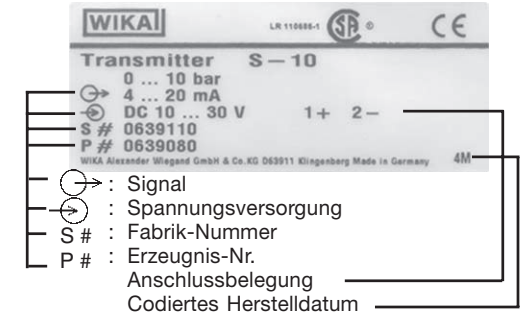 WIKAI
LR 110686-1 SA ® CE
Transmitter S – 10
0 ... 10 bar
4 ... 20 mA
DC 10 ... 30 V 1+ 2–
S # 0639110
P # 0639080
WIKA Alexander Wiegand GmbH & Co.KG D63911 Klingenberg Made in Germany 4M
: Signal
: Spannungsversorgung
S # : Fabrik-Nummer
P # : Erzeugnis-Nr.
Anschlussbelegung
Codiertes Herstelldatum